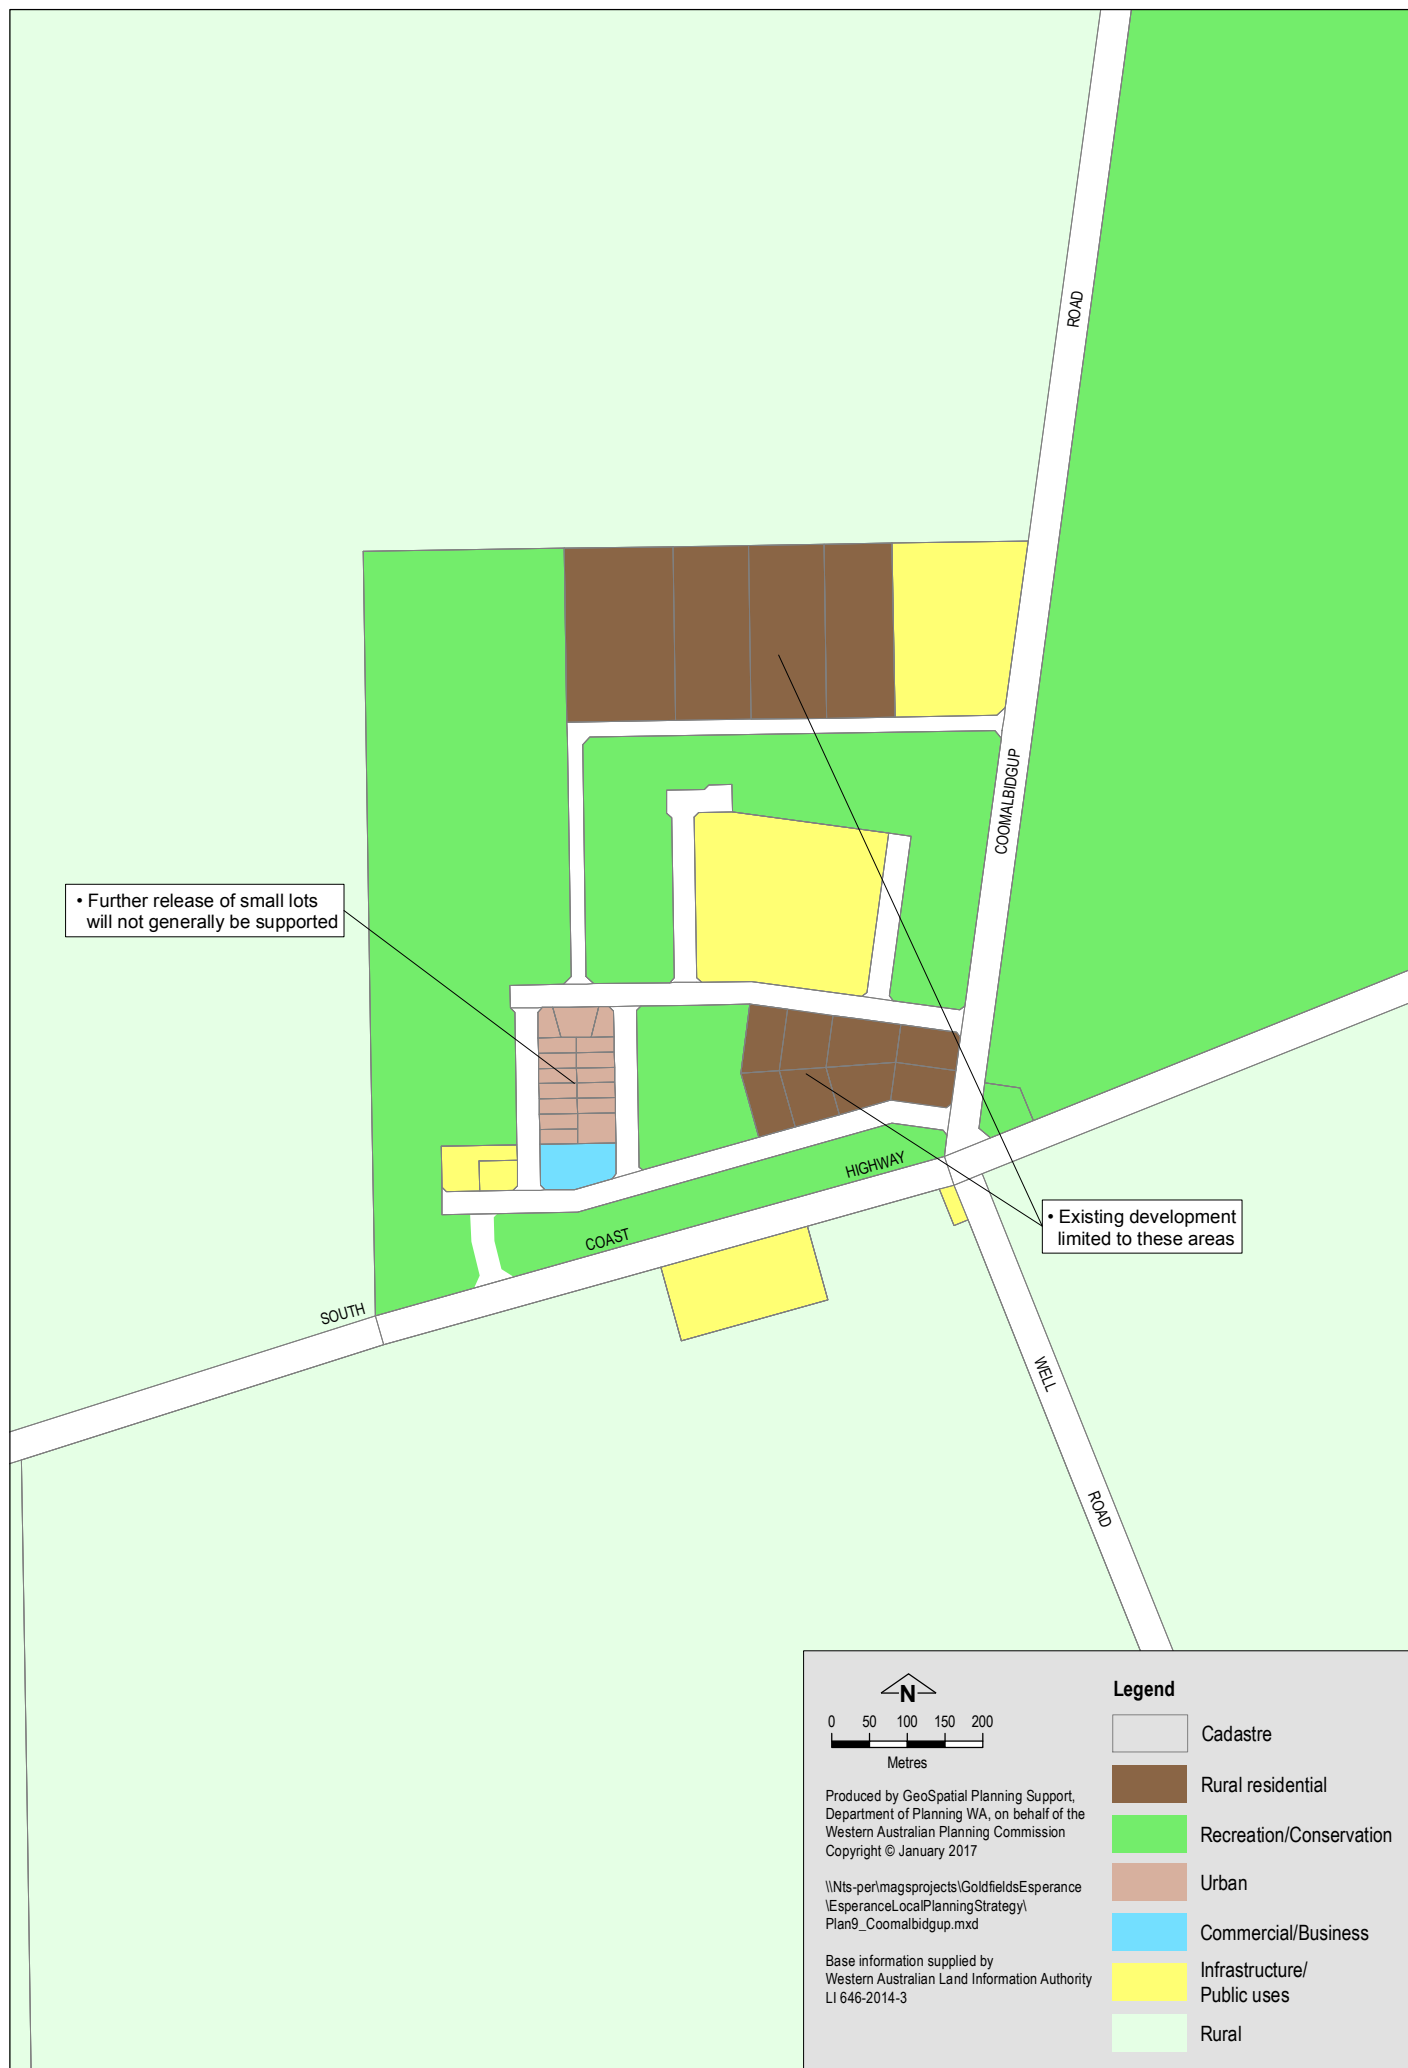 ROAD
COOMALBIDGUP
• Further release of small lots
will not generally be supported
HIGHWAY
COAST
SOUTH
• Existing development
limited to these areas
WELL
ROAD
N
0 50 100 150 200
Metres
Produced by GeoSpatial Planning Support,
Department of Planning WA, on behalf of the
Western Australian Planning Commission
Copyright © January 2017
\\Nts-per\magsprojects\GoldfieldsEsperance
\EsperanceLocalPlanningStrategy\
Plan9_Coomalbidgup.mxd
Base information supplied by
Western Australian Land Information Authority
LI 646-2014-3
Legend
Cadastre
Rural residential
Recreation/Conservation
Urban
Commercial/Business
Infrastructure/
Public uses
Rural